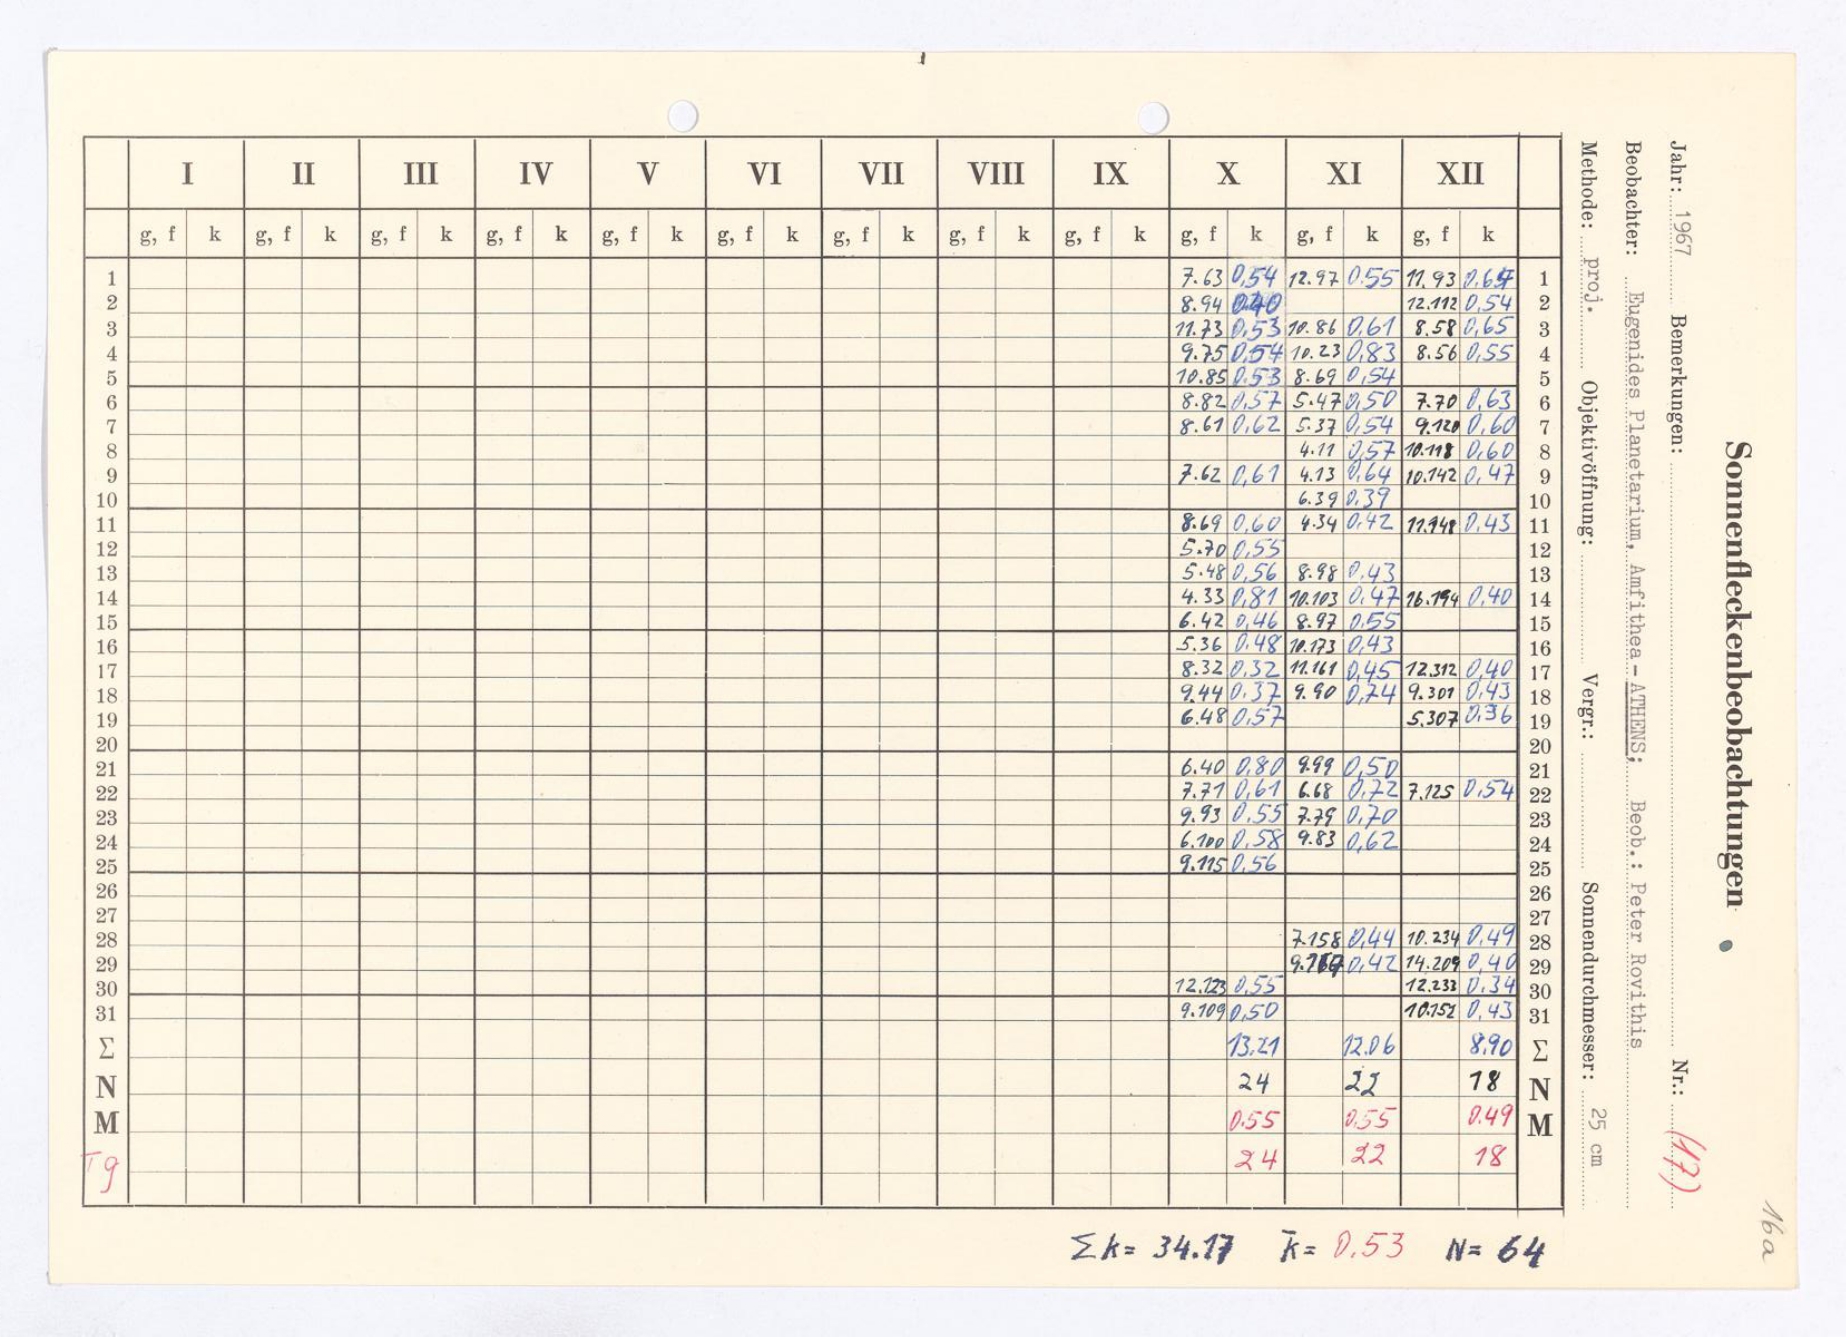 Sonnenfleckenbeobachtungen
Jahr: 1967 Bemerkungen: Nr.: (17)
Beobachter: Eugenides Planetarium, Amfithea-ATHENS; Beob.: Peter Rovithis
Methode: proj. Objektivöffnung: Vergr.: Sonnendurchmesser: 25 cm
16a
I II III IV V VI VII VIII IX X XI XII
g, f k g, f k g, f k g, f k g, f k g, f k g, f k g, f k g, f k g, f k g, f k g, f k
1 7.63 0,54 12.97 0.55 11.93 0.67 1
2 8.94 0.40 12.112 0,54 2
3 11.73 0,53 10.86 0,61 8.58 0,65 3
4 9.75 0,54 10.23 0,83 8.56 0,55 4
5 10.85 0.53 8.69 0,54 5
6 8.82 0,57 5.47 0,50 7.70 0,63 6
7 8.61 0,62 5.37 0,54 9.120 0,60 7
8 4.11 0,57 10.118 0,60 8
9 7.62 0,61 4.13 0,64 10.142 0,47 9
10 6.39 0.39 10
11 8.69 0,60 4.34 0,42 11.148 0,43 11
12 5.70 0,55 12
13 5.48 0,56 8.98 0,43 13
14 4.33 0,81 10.103 0,47 16.194 0,40 14
15 6.42 0,46 8.97 0,55 15
16 5.36 0.48 10.173 0,43 16
17 8.32 0,32 11.161 0,45 12.312 0,40 17
18 9.44 0.37 9.90 0,74 9.301 0,43 18
19 6.48 0,57 5.307 0,36 19
20 20
21 6.40 0,80 9.99 0,50 21
22 7.71 0,61 6.68 0,72 7.125 0,54 22
23 9.93 0,55 7.79 0,70 23
24 6.100 0,58 9.83 0,62 24
25 9.115 0,56 25
26 26
27 27
28 7.158 0,44 10.234 0,49 28
29 0,42 14.209 0,40 29
30 12.123 0,55 12.233 0.34 30
31 9.109 0,50 10.152 0,43 31
Σ 13.21 12.06 8.90 Σ
N 24 22 18 N
M 0.55 0.55 0.49 M
Tg 24 22 18
Σk= 34.17 k̄= 0,53 N= 64